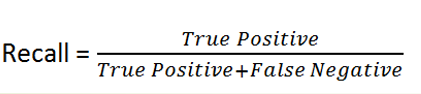 Recall = True Positive / True Positive+False Negative